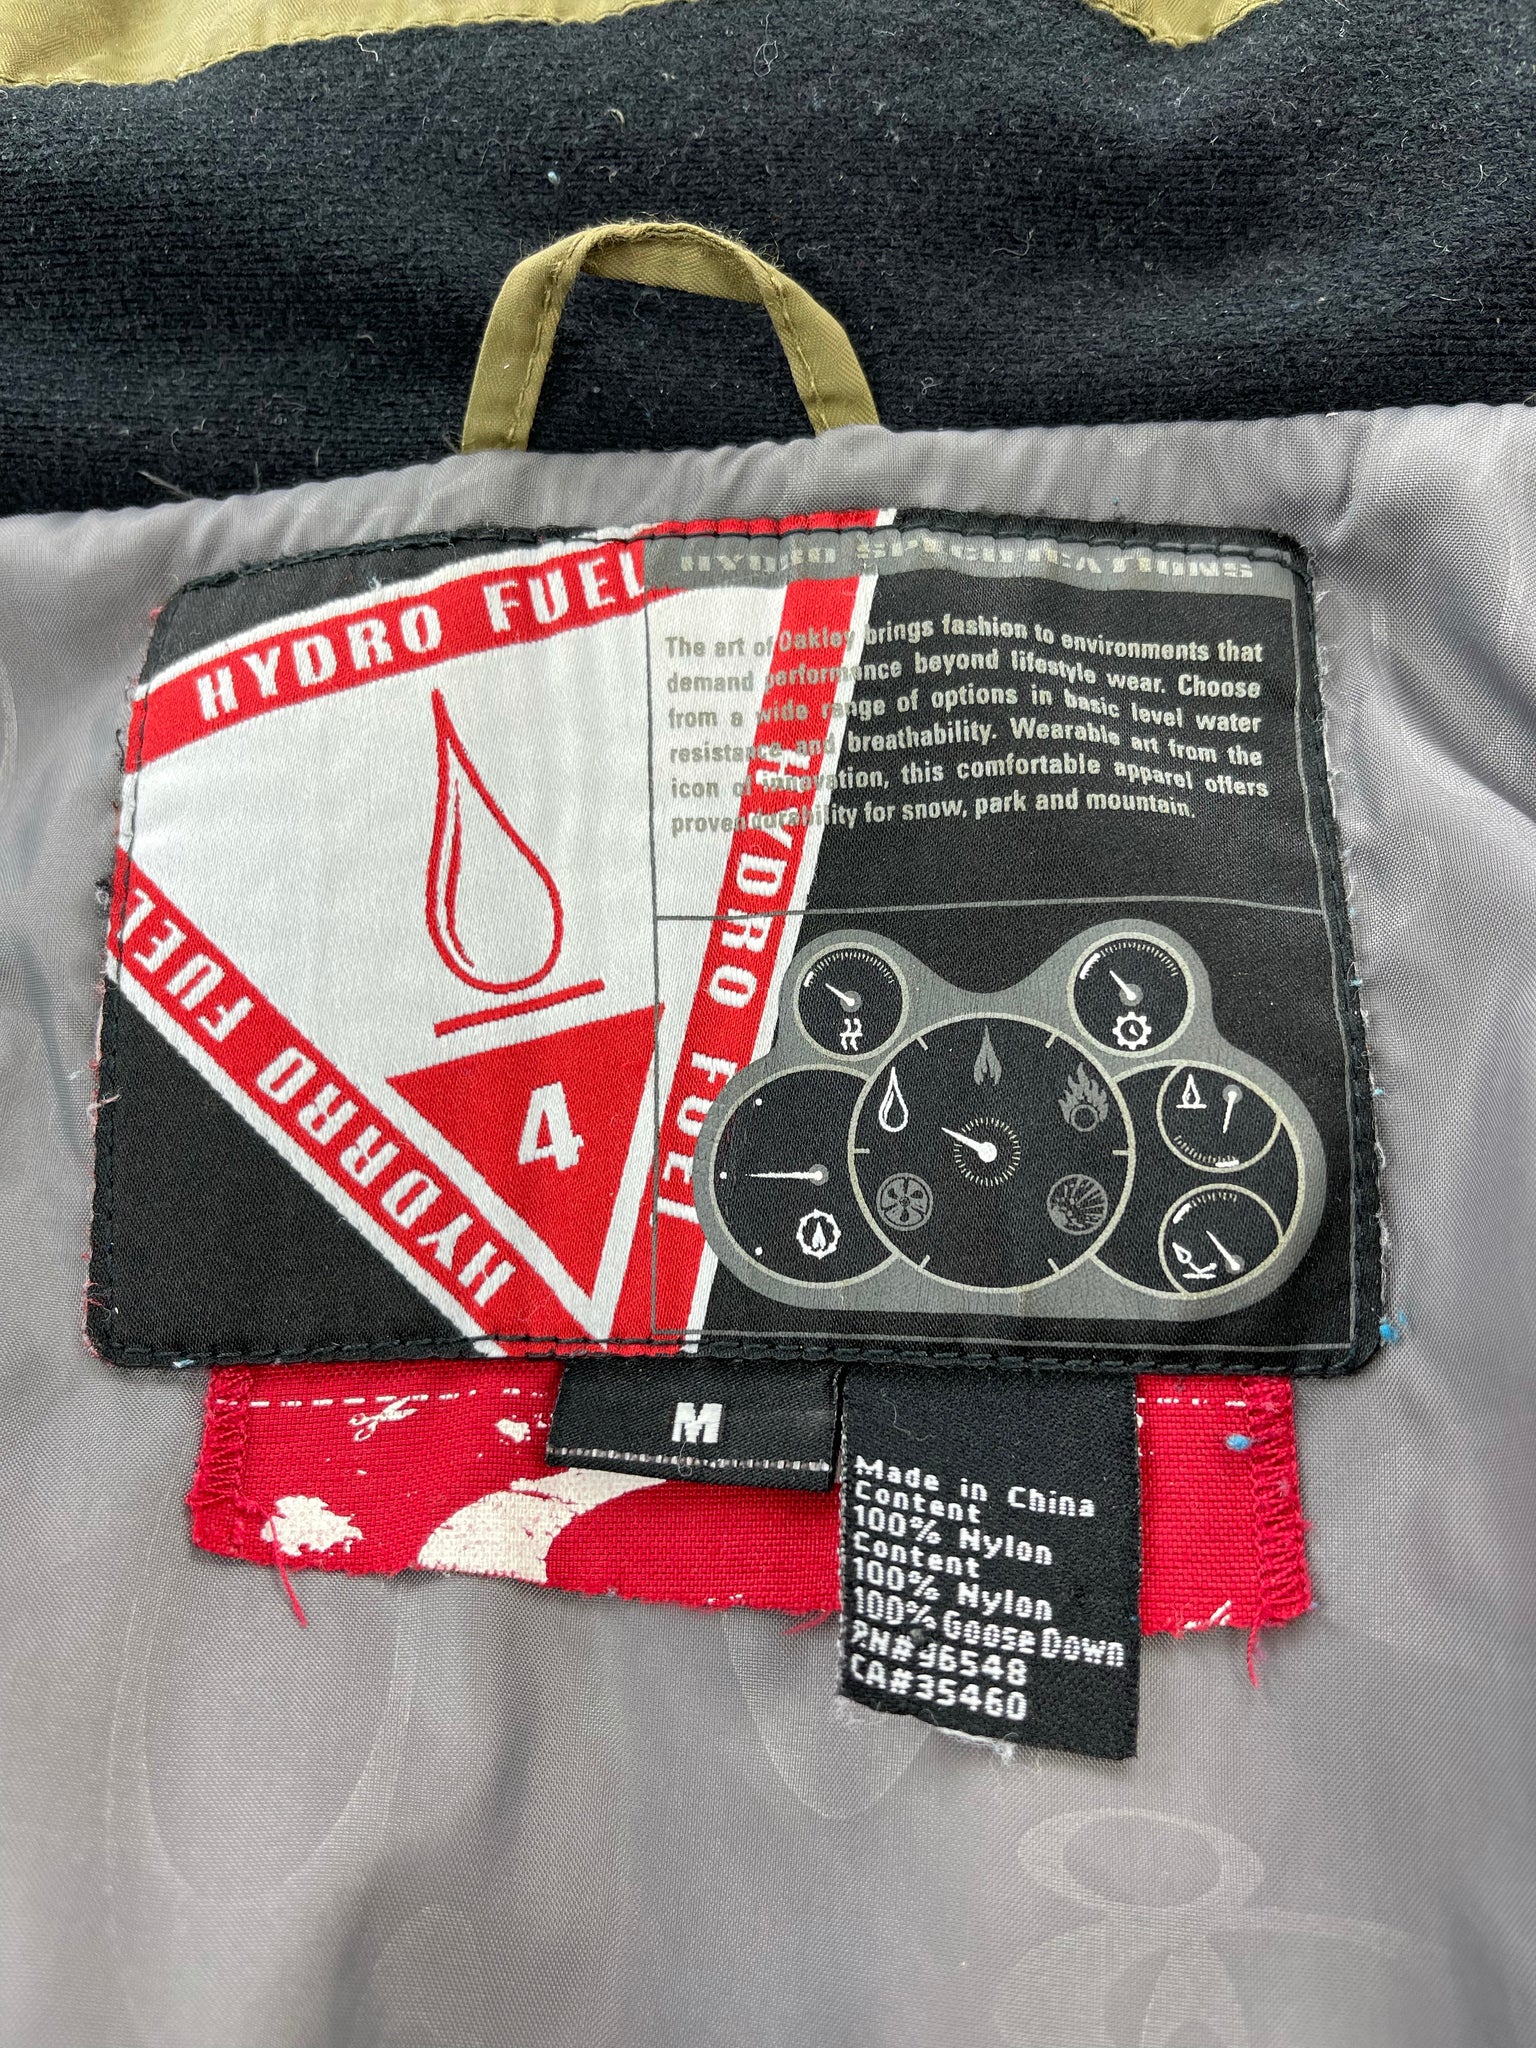 HYDRO FUEL
HYDRO SPECIFICATIONS
The art of Oakley brings fashion to environments that
demand performance beyond lifestyle wear. Choose
from a wide range of options in basic level water
resistance and breathability. Wearable art from the
icon of innovation, this comfortable apparel offers
proven durability for snow, park and mountain.
HYDRO FUEL
HYDRO FUEL
4
M
Made in China
Content
100% Nylon
Content
100% Nylon
100% Goose Down
RN#96548
CA#35460